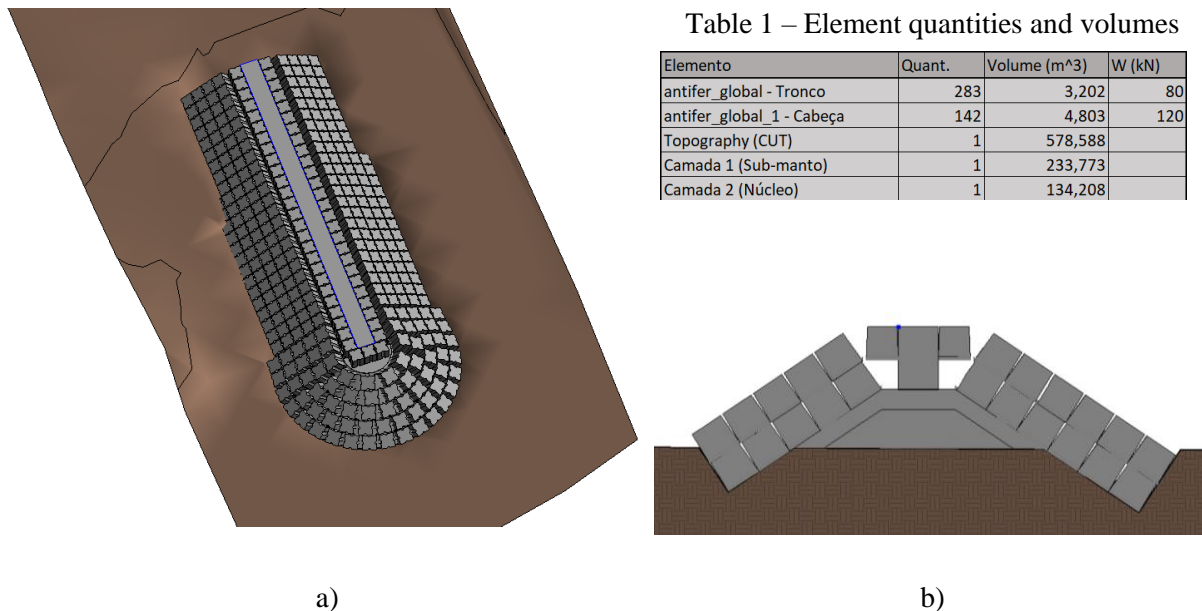 Table 1 – Element quantities and volumes
Elemento Quant. Volume (m^3) W (kN)
antifer_global - Tronco 283 3,202 80
antifer_global_1 - Cabeça 142 4,803 120
Topography (CUT) 1 578,588
Camada 1 (Sub-manto) 1 233,773
Camada 2 (Núcleo) 1 134,208
a) b)